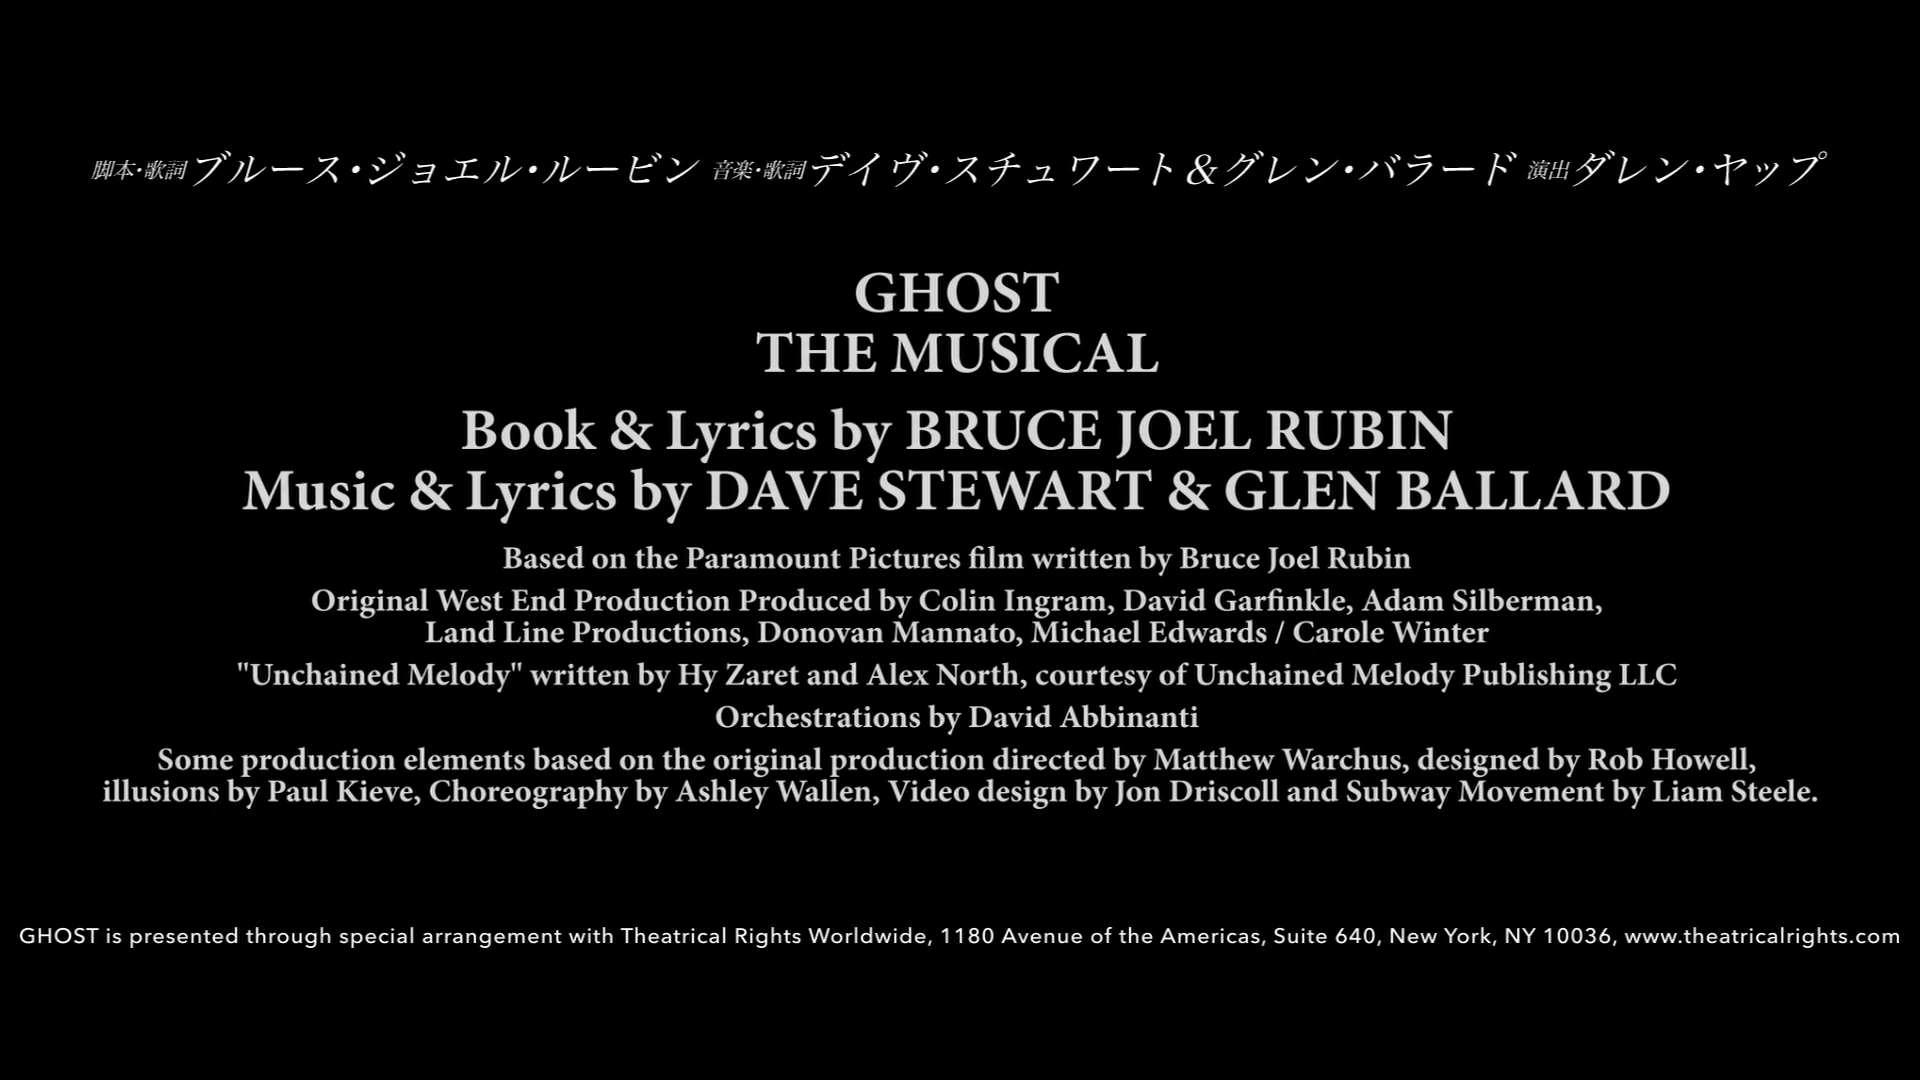 脚本・歌詞ブルース・ジョエル・ルービン 音楽・歌詞デイヴ・スチュワート&グレン・バラード 演出ダレン・ヤップ
GHOST
THE MUSICAL
Book & Lyrics by BRUCE JOEL RUBIN
Music & Lyrics by DAVE STEWART & GLEN BALLARD
Based on the Paramount Pictures film written by Bruce Joel Rubin
Original West End Production Produced by Colin Ingram, David Garfinkle, Adam Silberman,
Land Line Productions, Donovan Mannato, Michael Edwards / Carole Winter
"Unchained Melody" written by Hy Zaret and Alex North, courtesy of Unchained Melody Publishing LLC
Orchestrations by David Abbinanti
Some production elements based on the original production directed by Matthew Warchus, designed by Rob Howell,
illusions by Paul Kieve, Choreography by Ashley Wallen, Video design by Jon Driscoll and Subway Movement by Liam Steele.
GHOST is presented through special arrangement with Theatrical Rights Worldwide, 1180 Avenue of the Americas, Suite 640, New York, NY 10036, www.theatricalrights.com